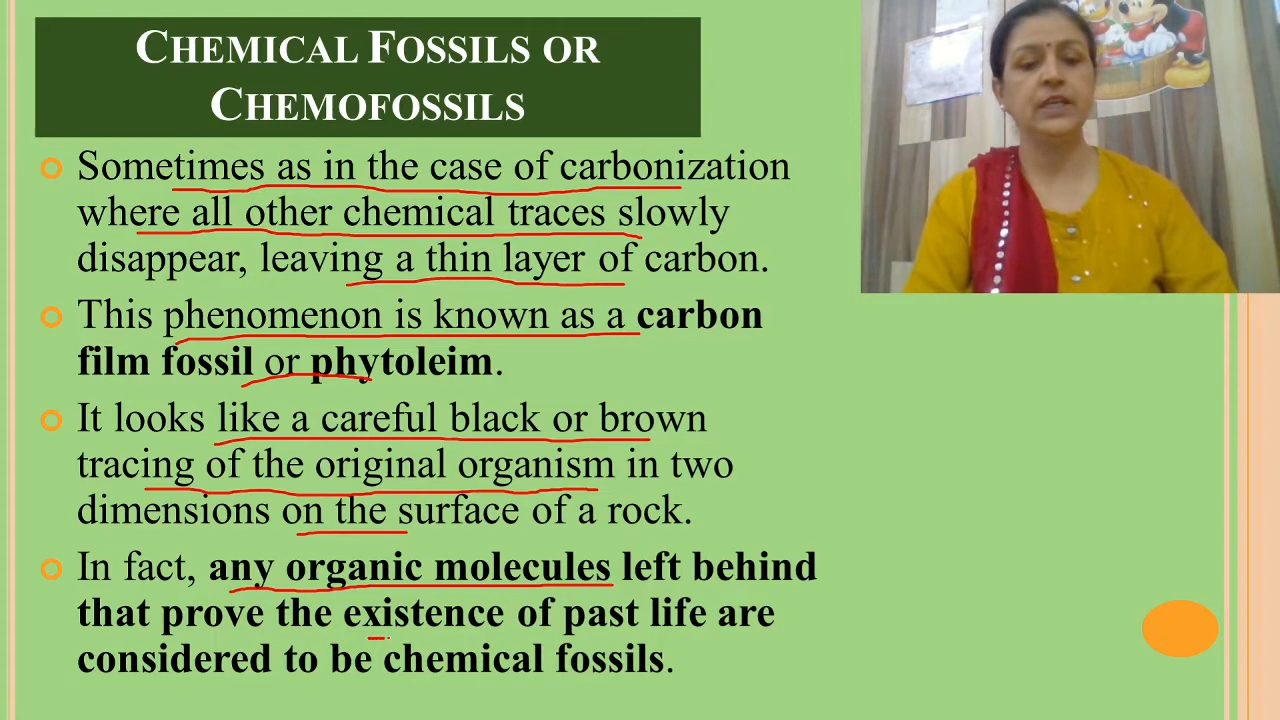 CHEMICAL FOSSILS OR
CHEMOFOSSILS
Sometimes as in the case of carbonization
where all other chemical traces slowly
disappear, leaving a thin layer of carbon.
This phenomenon is known as a carbon
film fossil or phytoleim.
It looks like a careful black or brown
tracing of the original organism in two
dimensions on the surface of a rock.
In fact, any organic molecules left behind
that prove the existence of past life are
considered to be chemical fossils.